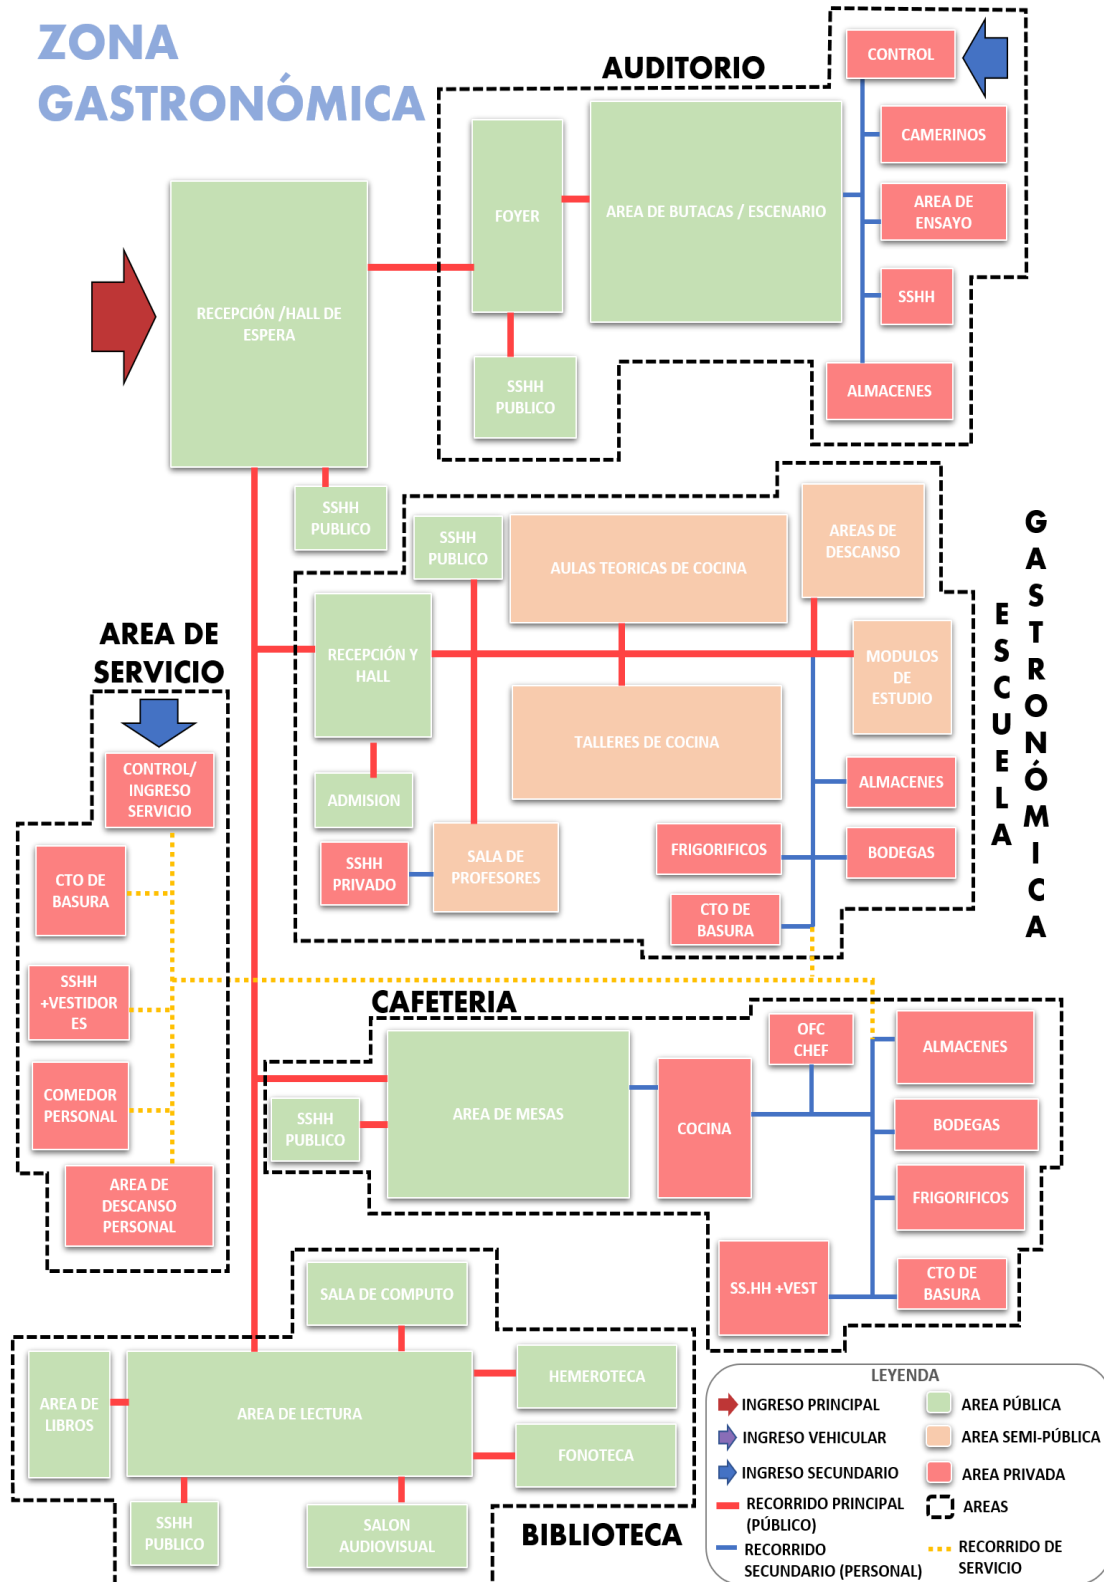 ZONA
GASTRONÓMICA
AUDITORIO
CONTROL
CAMERINOS
FOYER
AREA DE BUTACAS / ESCENARIO
AREA DE
ENSAYO
RECEPCIÓN /HALL DE
ESPERA
SSHH
SSHH
PUBLICO
ALMACENES
SSHH
PUBLICO
ESCUELA
GASTRONÓMICA
SSHH
PUBLICO
AULAS TEORICAS DE COCINA
AREAS DE
DESCANSO
RECEPCIÓN Y
HALL
MODULOS
DE
ESTUDIO
TALLERES DE COCINA
ADMISION
ALMACENES
SSHH
PRIVADO
SALA DE
PROFESORES
FRIGORIFICOS
BODEGAS
CTO DE
BASURA
AREA DE
SERVICIO
CONTROL/
INGRESO
SERVICIO
CTO DE
BASURA
SSHH
+VESTIDOR
ES
COMEDOR
PERSONAL
AREA DE
DESCANSO
PERSONAL
CAFETERIA
OFC
CHEF
ALMACENES
AREA DE MESAS
SSHH
PUBLICO
COCINA
BODEGAS
FRIGORIFICOS
SS.HH +VEST
CTO DE
BASURA
SALA DE COMPUTO
AREA DE
LIBROS
AREA DE LECTURA
HEMEROTECA
FONOTECA
SSHH
PUBLICO
SALON
AUDIOVISUAL
BIBLIOTECA
LEYENDA
INGRESO PRINCIPAL
INGRESO VEHICULAR
INGRESO SECUNDARIO
RECORRIDO PRINCIPAL
(PÚBLICO)
RECORRIDO
SECUNDARIO (PERSONAL)
AREA PÚBLICA
AREA SEMI-PÚBLICA
AREA PRIVADA
AREAS
RECORRIDO DE
SERVICIO